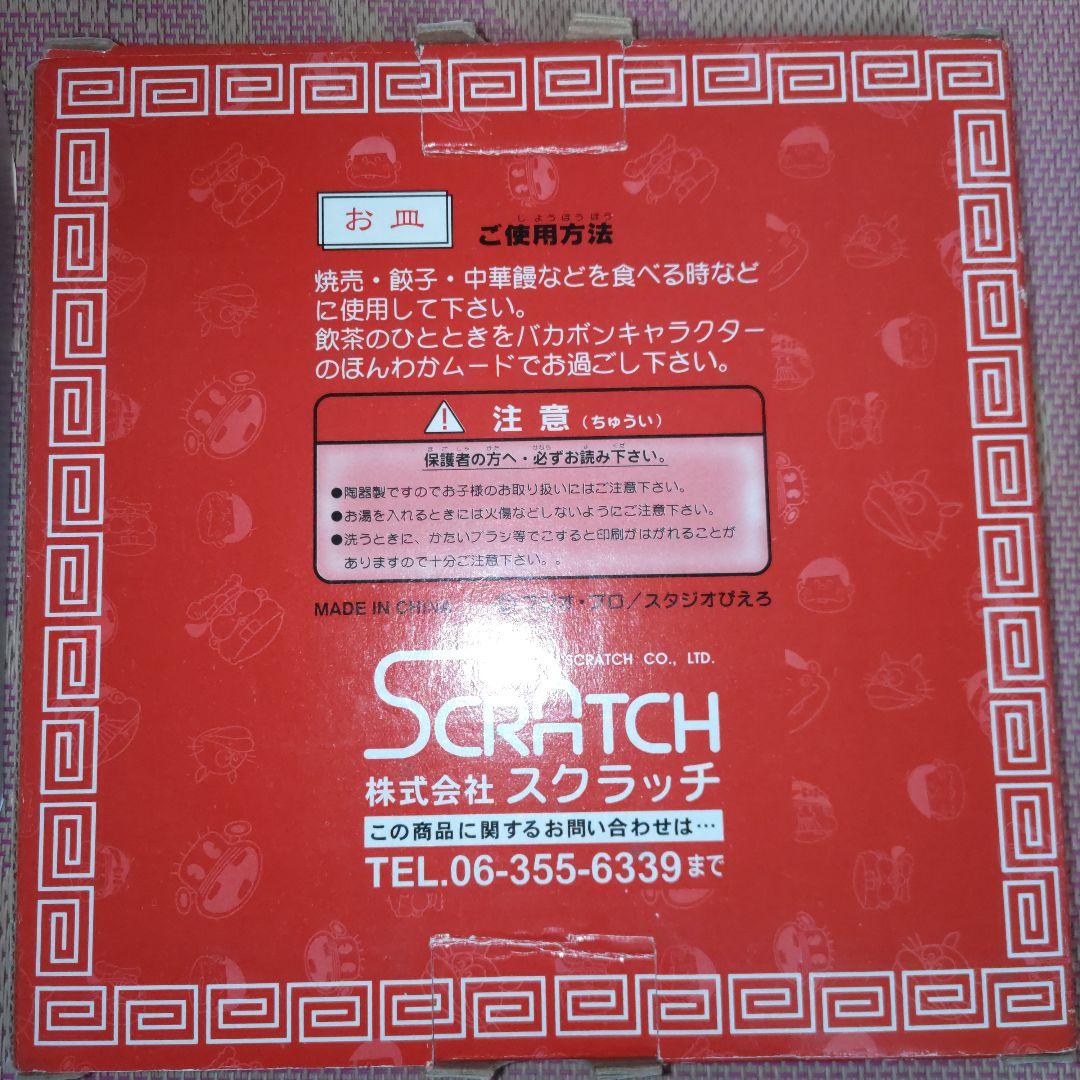 お皿
しようほうほう
ご使用方法
焼売・餃子・中華饅などを食べる時など
に使用して下さい。
飲茶のひとときをバカボンキャラクター
のほんわかムードでお過ごし下さい。
注意（ちゅうい）
保護者の方へ・必ずお読み下さい。
●陶器製ですのでお子様のお取り扱いにはご注意下さい。
●お湯を入れるときには火傷などしないようにご注意下さい。
●洗うときに、かたいブラシ等でこすると印刷がはがれることが
ありますので十分ご注意下さい。。
MADE IN CHINA ・プロ／スタジオぴえろ
SCRATCH CO., LTD.
SCRATCH
株式会社 スクラッチ
この商品に関するお問い合わせは…
TEL.06-355-6339まで